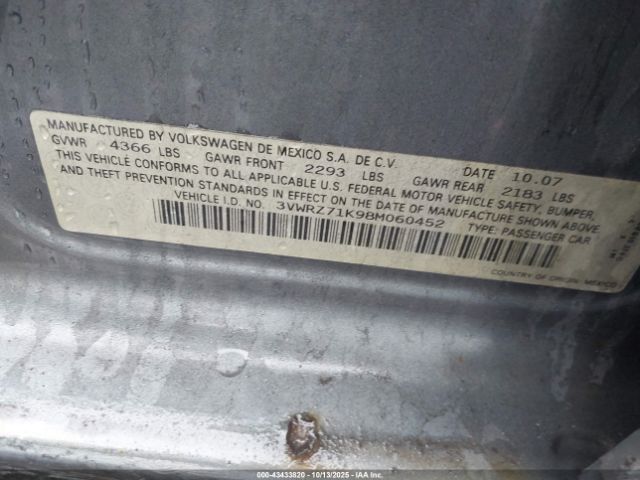 MANUFACTURED BY VOLKSWAGEN DE MEXICO S.A. DE C.V. DATE 10.07
GVWR 4366 LBS GAWR FRONT 2293 LBS GAWR REAR 2183 LBS
THIS VEHICLE CONFORMS TO ALL APPLICABLE U.S. FEDERAL MOTOR VEHICLE SAFETY, BUMPER,
AND THEFT PREVENTION STANDARDS IN EFFECT ON THE DATE OF MANUFACTURE SHOWN ABOVE.
VEHICLE I.D. NO. 3VWRZ71K98M060452 TYPE: PASSENGER CAR
COUNTRY OF ORIGIN: MEXICO
000-43433820 | 10/13/2025 | © IAA, LLC